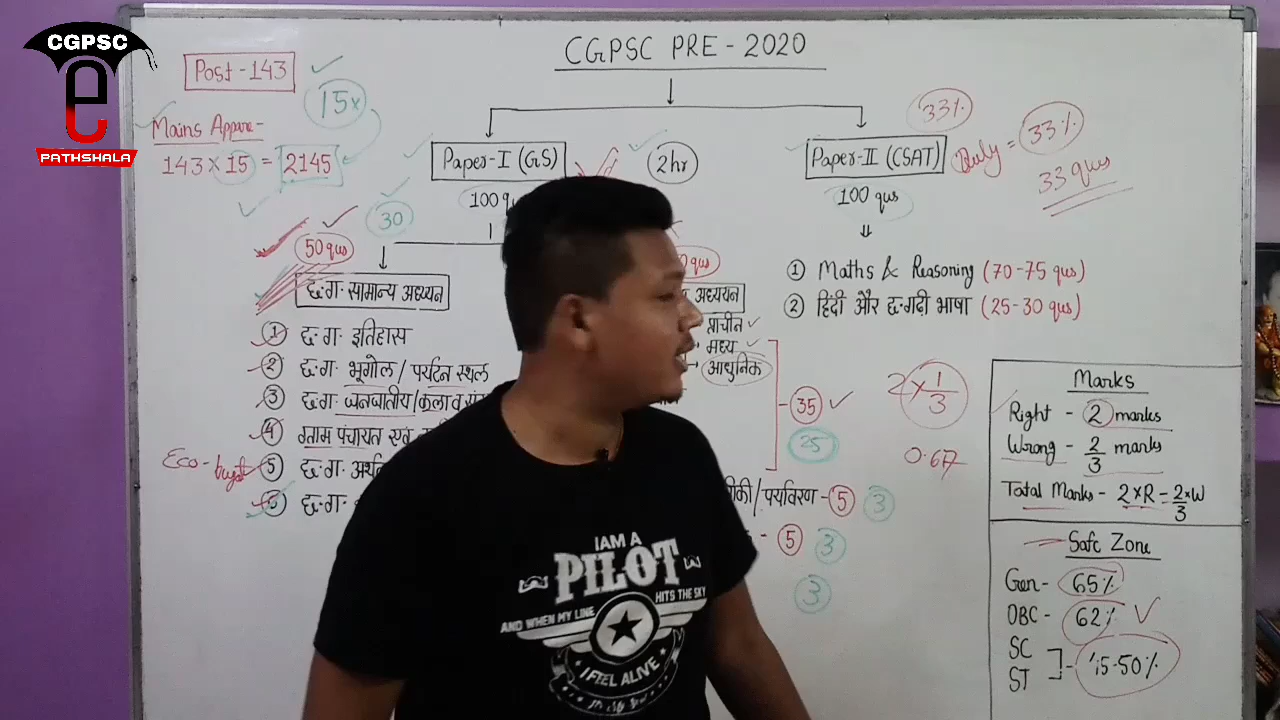 CGPSC
e
PATHSHALA
CGPSC PRE - 2020
Post - 143
15x
Mains Appare-
143 × 15 = 2145
Paper-I (GS)
2hr
100 qus
30
50 qus
छ.ग. सामान्य अध्ययन
① छ.ग. इतिहास
② छ.ग. भूगोल / पर्यटन स्थल
③ छ.ग. जनजातीय/कला व
④ ग्राम पंचायत एवं
Eco-
⑤ छ.ग.
⑥ छ.ग.
0 qus
अध्ययन
प्राचीन
मध्य
आधुनिक
35
25
/ पर्यावरण - 5 3
- 5 3
3
33%
Paper-II (CSAT)
= 33%
33 qus
100 qus
① Maths & Reasoning (70-75 qus)
② हिंदी और छ.गढ़ी भाषा (25-30 qus)
2 × 1/3
0.67
Marks
Right - 2 marks
Wrong - 2/3 marks
Total Marks - 2×R = 2×W/3
Safe Zone
Gen - 65%
OBC - 62%
SC
ST ] - 45-50%
I AM A
PILOT
AND WHEN MY LINE HITS THE SKY
I FEEL ALIVE